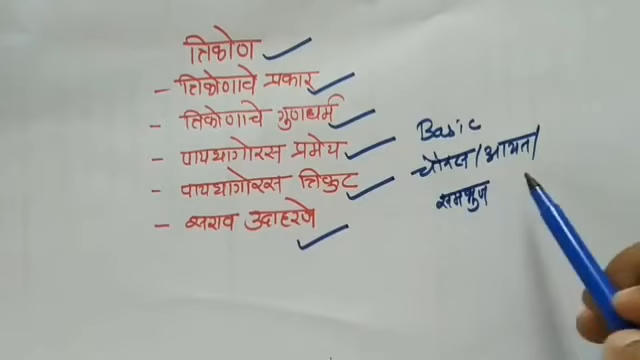 त्रिकोण
- त्रिकोणाचे प्रकार
- त्रिकोणाचे गुणधर्म
- पायथागोरस प्रमेय
- पायथागोरस त्रिकुट
- सराव उदाहरणे
Basic
चौरस/आयत/
समभुज